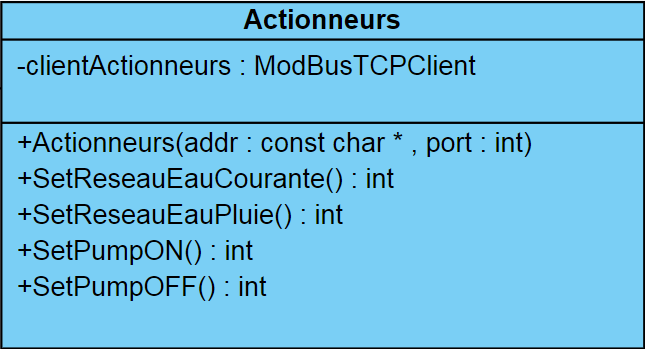 Actionneurs
-clientActionneurs : ModBusTCPClient
+Actionneurs(addr : const char * , port : int)
+SetReseauEauCourante() : int
+SetReseauEauPluie() : int
+SetPumpON() : int
+SetPumpOFF() : int